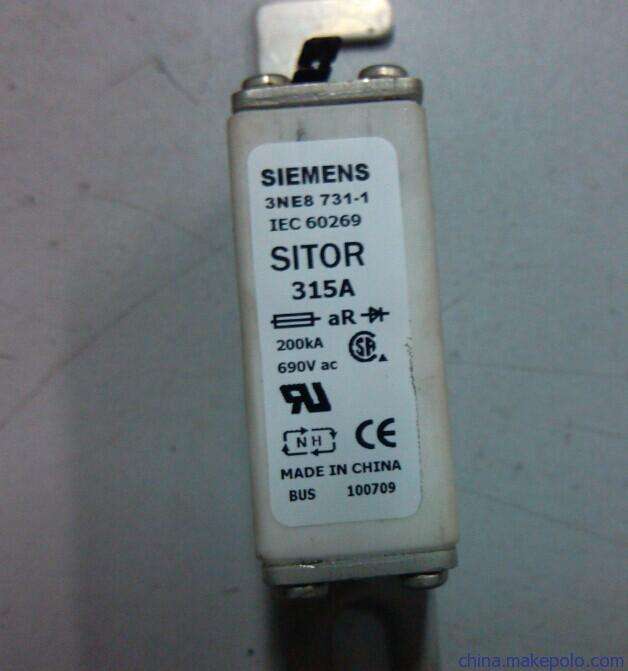 SIEMENS
3NE8 731-1
IEC 60269
SITOR
315A
aR
200kA
690V ac
NH
CE
MADE IN CHINA
BUS 100709
china.makepolo.com